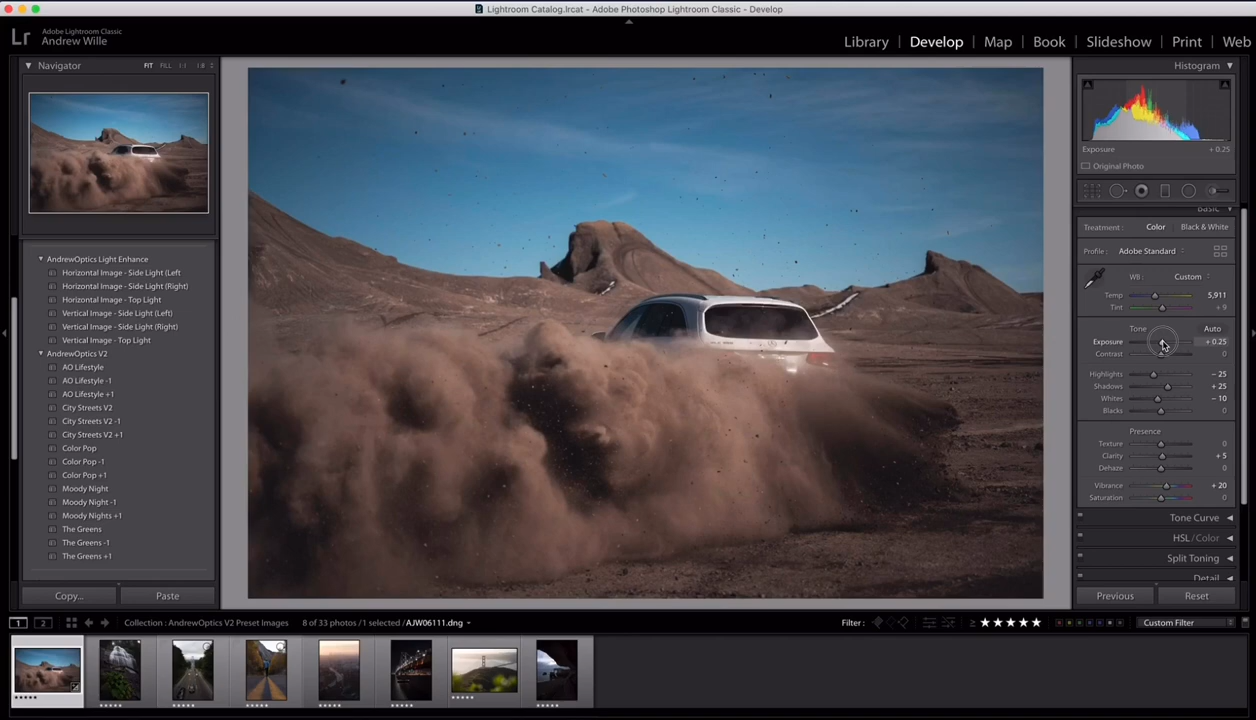 Lightroom Catalog.lrcat - Adobe Photoshop Lightroom Classic - Develop
Lr
Adobe Lightroom Classic
Andrew Wille
Library | Develop | Map | Book | Slideshow | Print | Web
Navigator FIT FILL 1:1 1:8
AndrewOptics Light Enhance
Horizontal Image - Side Light (Left
Horizontal Image - Side Light (Right)
Horizontal Image - Top Light
Vertical Image - Side Light (Left)
Vertical Image - Side Light (Right)
Vertical Image - Top Light
AndrewOptics V2
AO Lifestyle
AO Lifestyle -1
AO Lifestyle +1
City Streets V2
City Streets V2 -1
City Streets V2 +1
Color Pop
Color Pop -1
Color Pop +1
Moody Night
Moody Night -1
Moody Nights +1
The Greens
The Greens -1
The Greens +1
Copy... Paste
Histogram
Exposure + 0.25
Original Photo
Basic
Treatment : Color Black & White
Profile : Adobe Standard
WB : Custom
Temp 5,911
Tint + 9
Tone Auto
Exposure + 0.25
Contrast 0
Highlights − 25
Shadows + 25
Whites − 10
Blacks 0
Presence
Texture 0
Clarity + 5
Dehaze 0
Vibrance + 20
Saturation 0
Tone Curve
HSL / Color
Split Toning
Detail
Previous Reset
1 2 Collection : AndrewOptics V2 Preset Images 8 of 33 photos / 1 selected / AJW06111.dng Filter : ≥ ★★★★★ Custom Filter